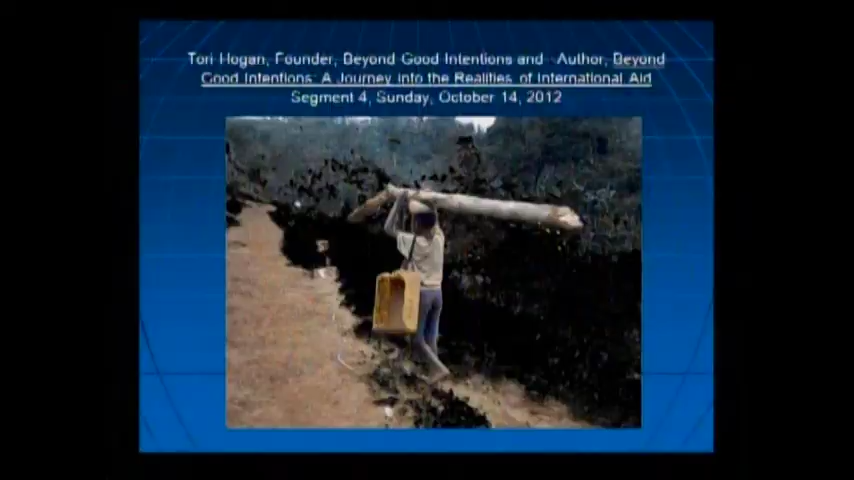 Tori Hogan, Founder, Beyond Good Intentions and Author, Beyond
Good Intentions: A Journey into the Realities of International Aid
Segment 4, Sunday, October 14, 2012